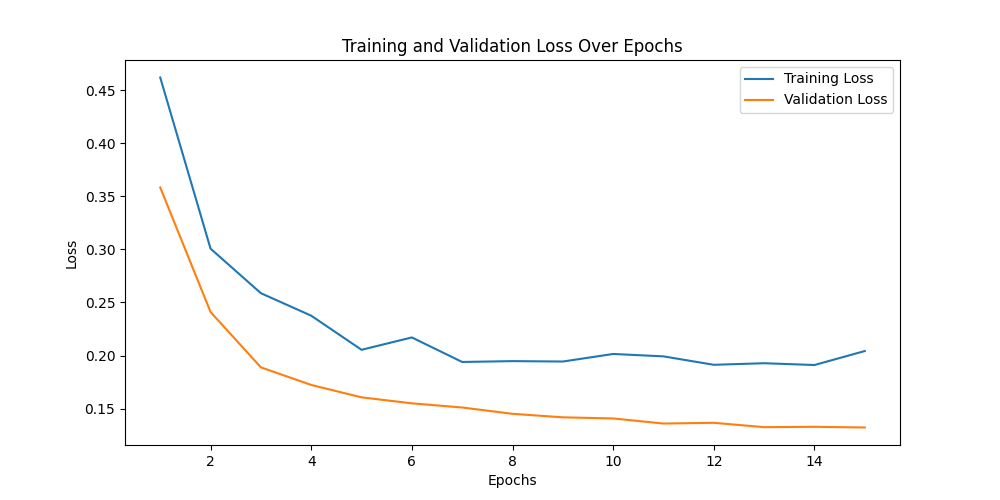 Training and Validation Loss Over Epochs
Training Loss
Validation Loss
Loss
0.45
0.40
0.35
0.30
0.25
0.20
0.15
2 4 6 8 10 12 14
Epochs